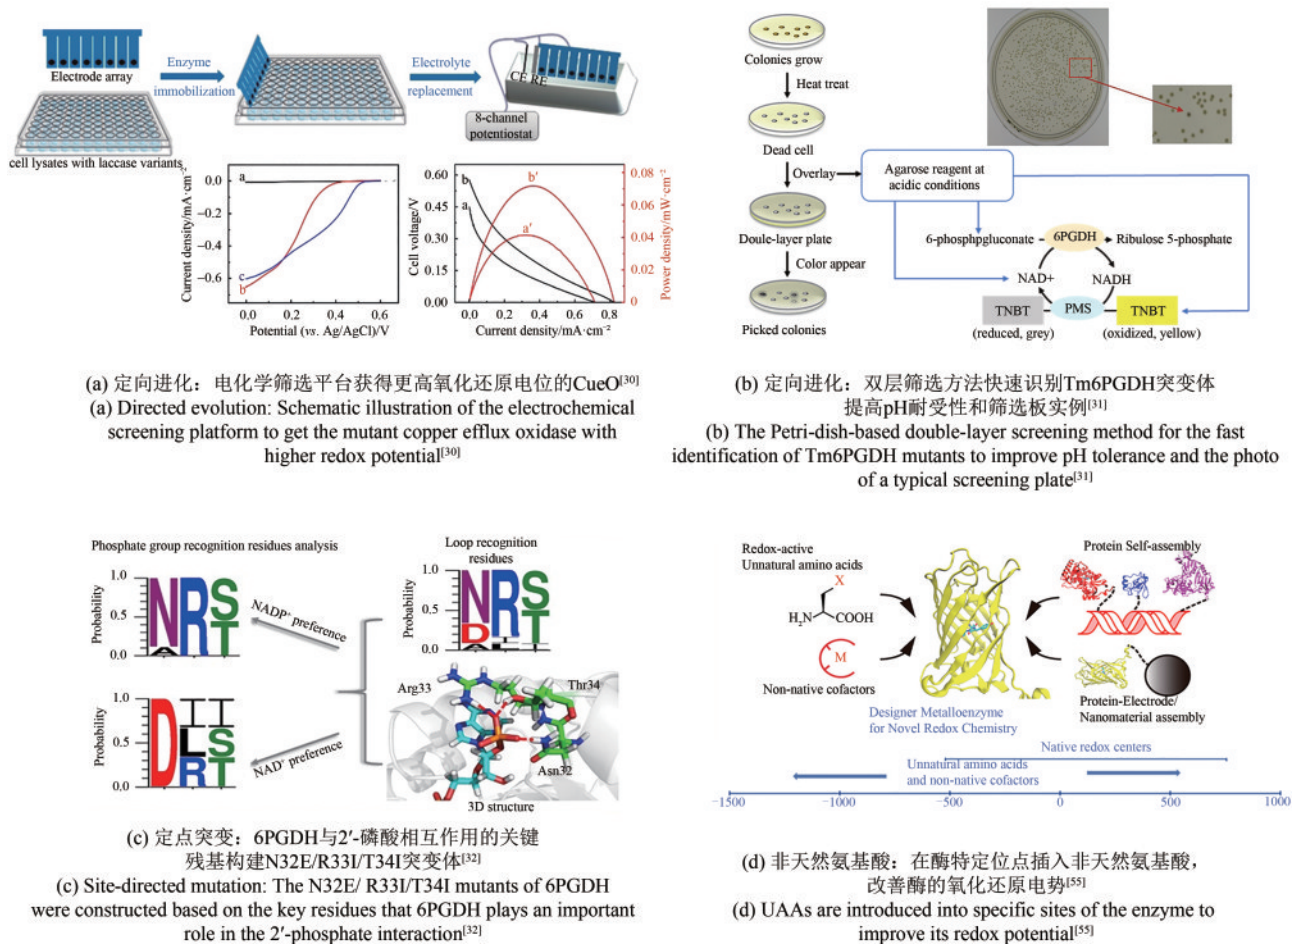 Electrode array
Enzyme
immobilization
Electrolyte
replacement
CE RE
8-channel
potentiostat
cell lysates with laccase variants
Current density/mA·cm⁻²
0.0
−0.2
−0.4
−0.6
a
c
b
0.0
0.2
0.4
0.6
Potential (vs. Ag/AgCl)/V
Cell voltage/V
0.60
0.45
0.30
0.15
0.00
b
a
b′
a′
0.08
0.06
0.04
0.02
0
Power density/mW·cm⁻²
0.0
0.2
0.4
0.6
0.8
Current density/mA·cm⁻²
(a) 定向进化：电化学筛选平台获得更高氧化还原电位的CueO[30]
(a) Directed evolution: Schematic illustration of the electrochemical
screening platform to get the mutant copper efflux oxidase with
higher redox potential[30]
Colonies grow
Heat treat
Dead cell
Overlay
Agarose reagent at
acidic conditions
Doule-layer plate
Color appear
Picked colonies
6-phosphpgluconate
6PGDH
Ribulose 5-phosphate
NAD+
NADH
TNBT
PMS
TNBT
(reduced, grey)
(oxidized, yellow)
(b) 定向进化：双层筛选方法快速识别Tm6PGDH突变体
提高pH耐受性和筛选板实例[31]
(b) The Petri-dish-based double-layer screening method for the fast
identification of Tm6PGDH mutants to improve pH tolerance and the photo
of a typical screening plate[31]
Phosphate group recognition residues analysis
Loop recognition
residues
Probability
1.0
0.5
0.0
N R S
A T
NADP⁺ preference
Probability
1.0
0.5
0.0
N R S
D I T
A
Probability
1.0
0.5
0.0
D I I
L S
R T
NAD⁺ preference
Arg33
Thr34
Asn32
3D structure
(c) 定点突变：6PGDH与2′-磷酸相互作用的关键
残基构建N32E/R33I/T34I突变体[32]
(c) Site-directed mutation: The N32E/ R33I/T34I mutants of 6PGDH
were constructed based on the key residues that 6PGDH plays an important
role in the 2′-phosphate interaction[32]
Redox-active
Unnatural amino acids
X
H₂N
COOH
M
Non-native cofactors
Protein Self-assembly
Protein-Electrode/
Nanomaterial assembly
Designer Metalloenzyme
for Novel Redox Chemistry
Native redox centers
Unnatural amino acids
and non-native cofactors
−1500
−1000
−500
0
500
1000
(d) 非天然氨基酸：在酶特定位点插入非天然氨基酸，
改善酶的氧化还原电势[55]
(d) UAAs are introduced into specific sites of the enzyme to
improve its redox potential[55]